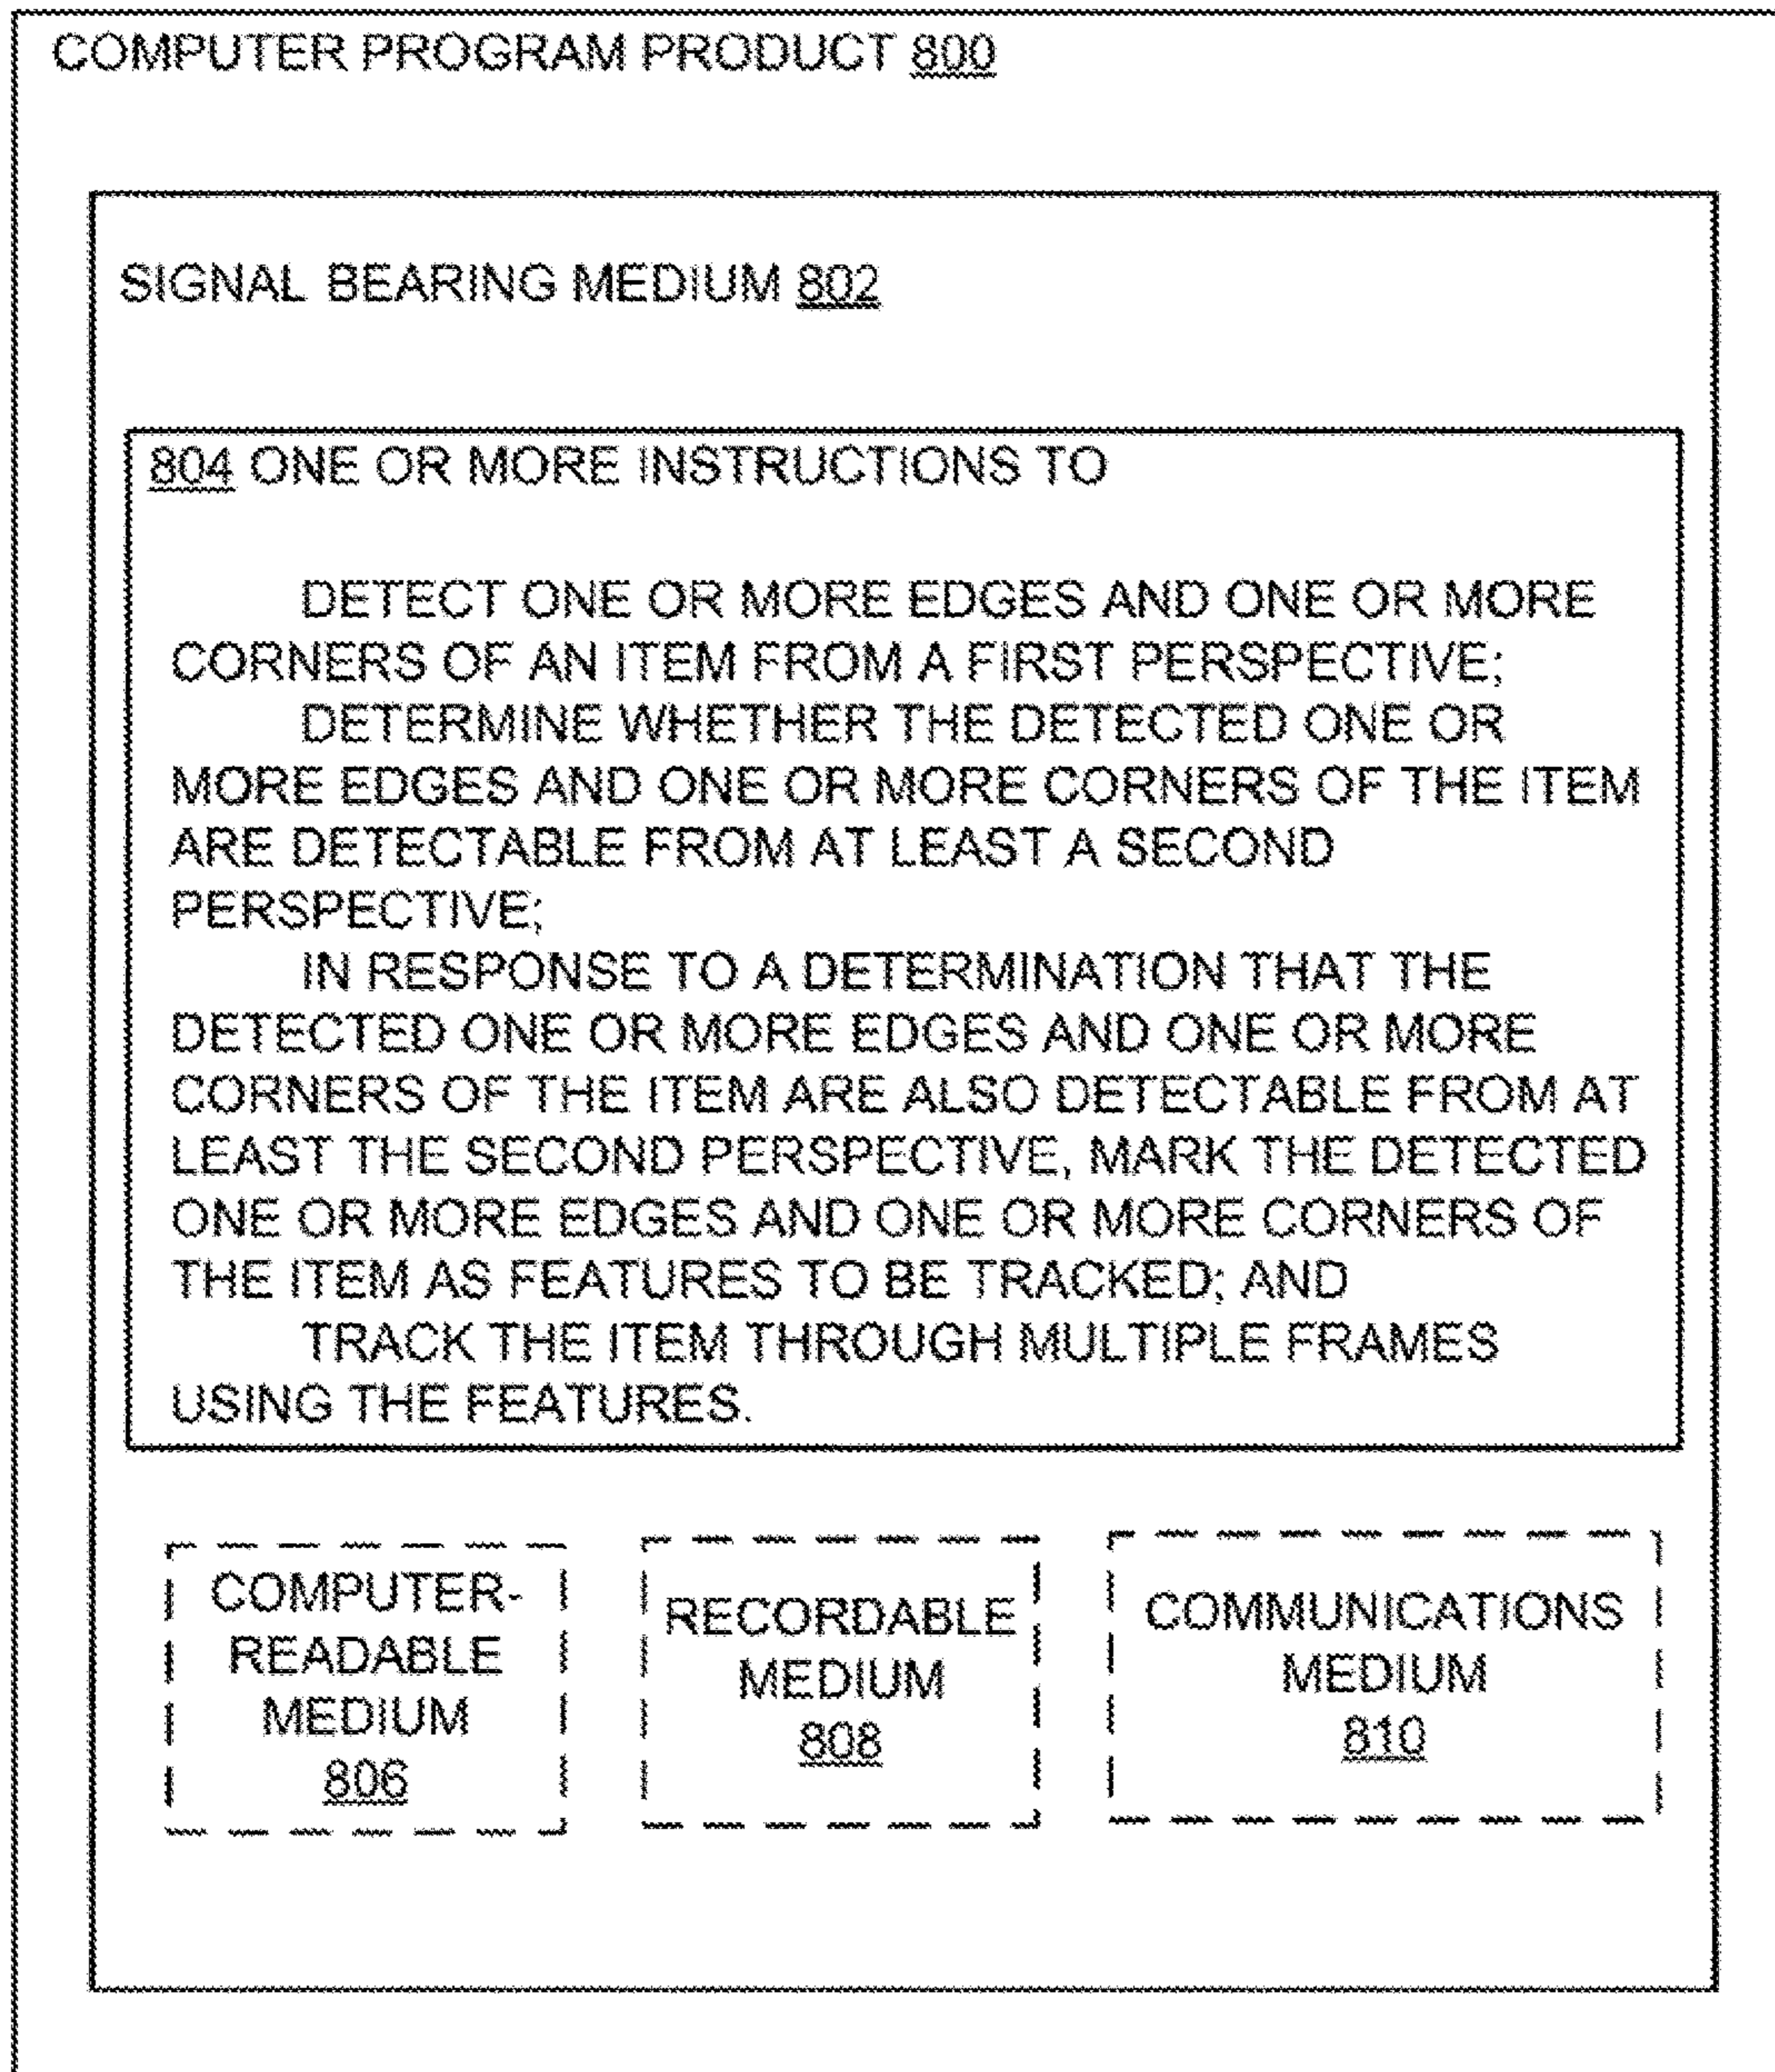 COMPUTER PROGRAM PRODUCT 800
SIGNAL BEARING MEDIUM 802
804 ONE OR MORE INSTRUCTIONS TO
DETECT ONE OR MORE EDGES AND ONE OR MORE
CORNERS OF AN ITEM FROM A FIRST PERSPECTIVE;
DETERMINE WHETHER THE DETECTED ONE OR
MORE EDGES AND ONE OR MORE CORNERS OF THE ITEM
ARE DETECTABLE FROM AT LEAST A SECOND
PERSPECTIVE;
IN RESPONSE TO A DETERMINATION THAT THE
DETECTED ONE OR MORE EDGES AND ONE OR MORE
CORNERS OF THE ITEM ARE ALSO DETECTABLE FROM AT
LEAST THE SECOND PERSPECTIVE, MARK THE DETECTED
ONE OR MORE EDGES AND ONE OR MORE CORNERS OF
THE ITEM AS FEATURES TO BE TRACKED; AND
TRACK THE ITEM THROUGH MULTIPLE FRAMES
USING THE FEATURES.
COMPUTER-
READABLE
MEDIUM
806
RECORDABLE
MEDIUM
808
COMMUNICATIONS
MEDIUM
810